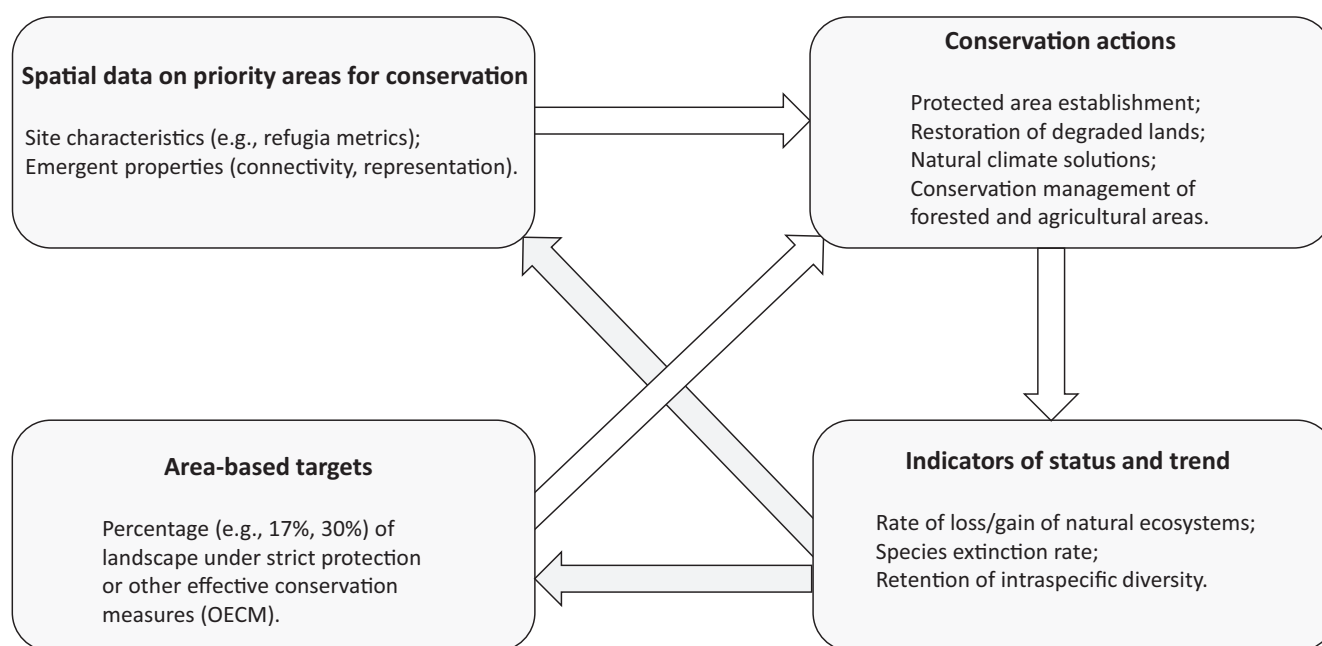 Spatial data on priority areas for conservation
Site characteristics (e.g., refugia metrics);
Emergent properties (connectivity, representation).
Conservation actions
Protected area establishment;
Restoration of degraded lands;
Natural climate solutions;
Conservation management of
forested and agricultural areas.
Area-based targets
Percentage (e.g., 17%, 30%) of
landscape under strict protection
or other effective conservation
measures (OECM).
Indicators of status and trend
Rate of loss/gain of natural ecosystems;
Species extinction rate;
Retention of intraspecific diversity.